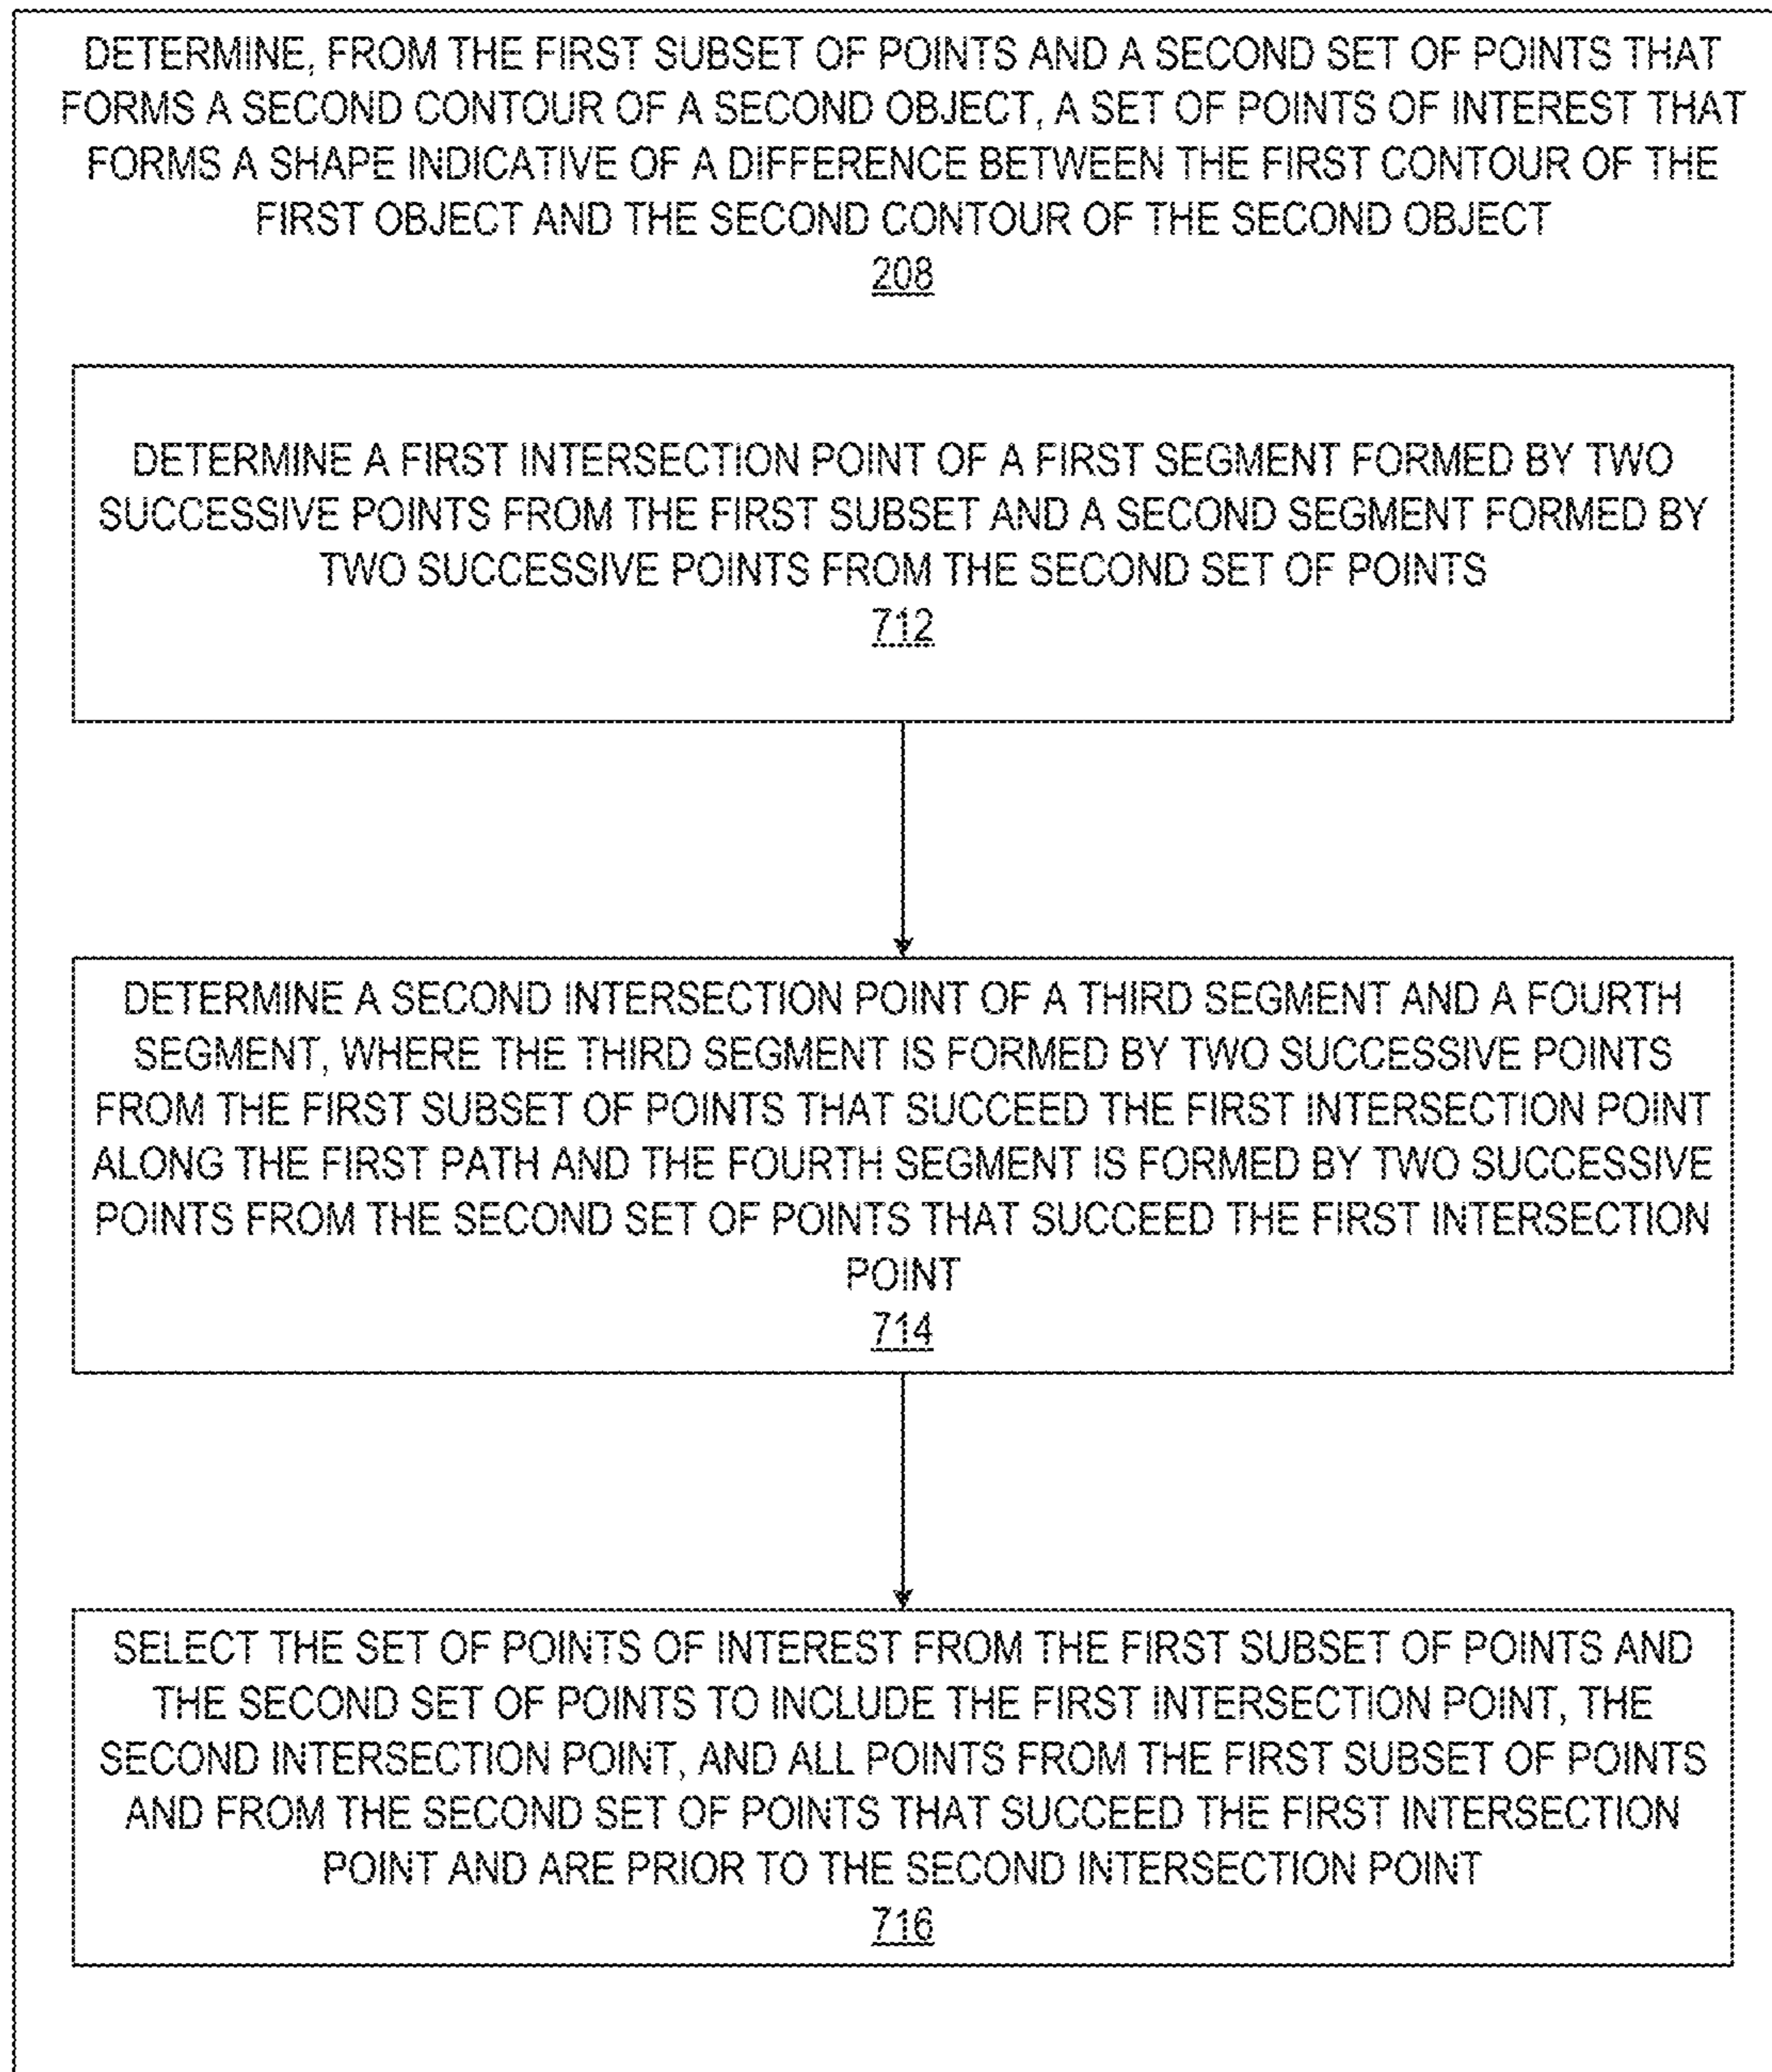 DETERMINE, FROM THE FIRST SUBSET OF POINTS AND A SECOND SET OF POINTS THAT
FORMS A SECOND CONTOUR OF A SECOND OBJECT, A SET OF POINTS OF INTEREST THAT
FORMS A SHAPE INDICATIVE OF A DIFFERENCE BETWEEN THE FIRST CONTOUR OF THE
FIRST OBJECT AND THE SECOND CONTOUR OF THE SECOND OBJECT
208
DETERMINE A FIRST INTERSECTION POINT OF A FIRST SEGMENT FORMED BY TWO
SUCCESSIVE POINTS FROM THE FIRST SUBSET AND A SECOND SEGMENT FORMED BY
TWO SUCCESSIVE POINTS FROM THE SECOND SET OF POINTS
712
DETERMINE A SECOND INTERSECTION POINT OF A THIRD SEGMENT AND A FOURTH
SEGMENT, WHERE THE THIRD SEGMENT IS FORMED BY TWO SUCCESSIVE POINTS
FROM THE FIRST SUBSET OF POINTS THAT SUCCEED THE FIRST INTERSECTION POINT
ALONG THE FIRST PATH AND THE FOURTH SEGMENT IS FORMED BY TWO SUCCESSIVE
POINTS FROM THE SECOND SET OF POINTS THAT SUCCEED THE FIRST INTERSECTION
POINT
714
SELECT THE SET OF POINTS OF INTEREST FROM THE FIRST SUBSET OF POINTS AND
THE SECOND SET OF POINTS TO INCLUDE THE FIRST INTERSECTION POINT, THE
SECOND INTERSECTION POINT, AND ALL POINTS FROM THE FIRST SUBSET OF POINTS
AND FROM THE SECOND SET OF POINTS THAT SUCCEED THE FIRST INTERSECTION
POINT AND ARE PRIOR TO THE SECOND INTERSECTION POINT
716